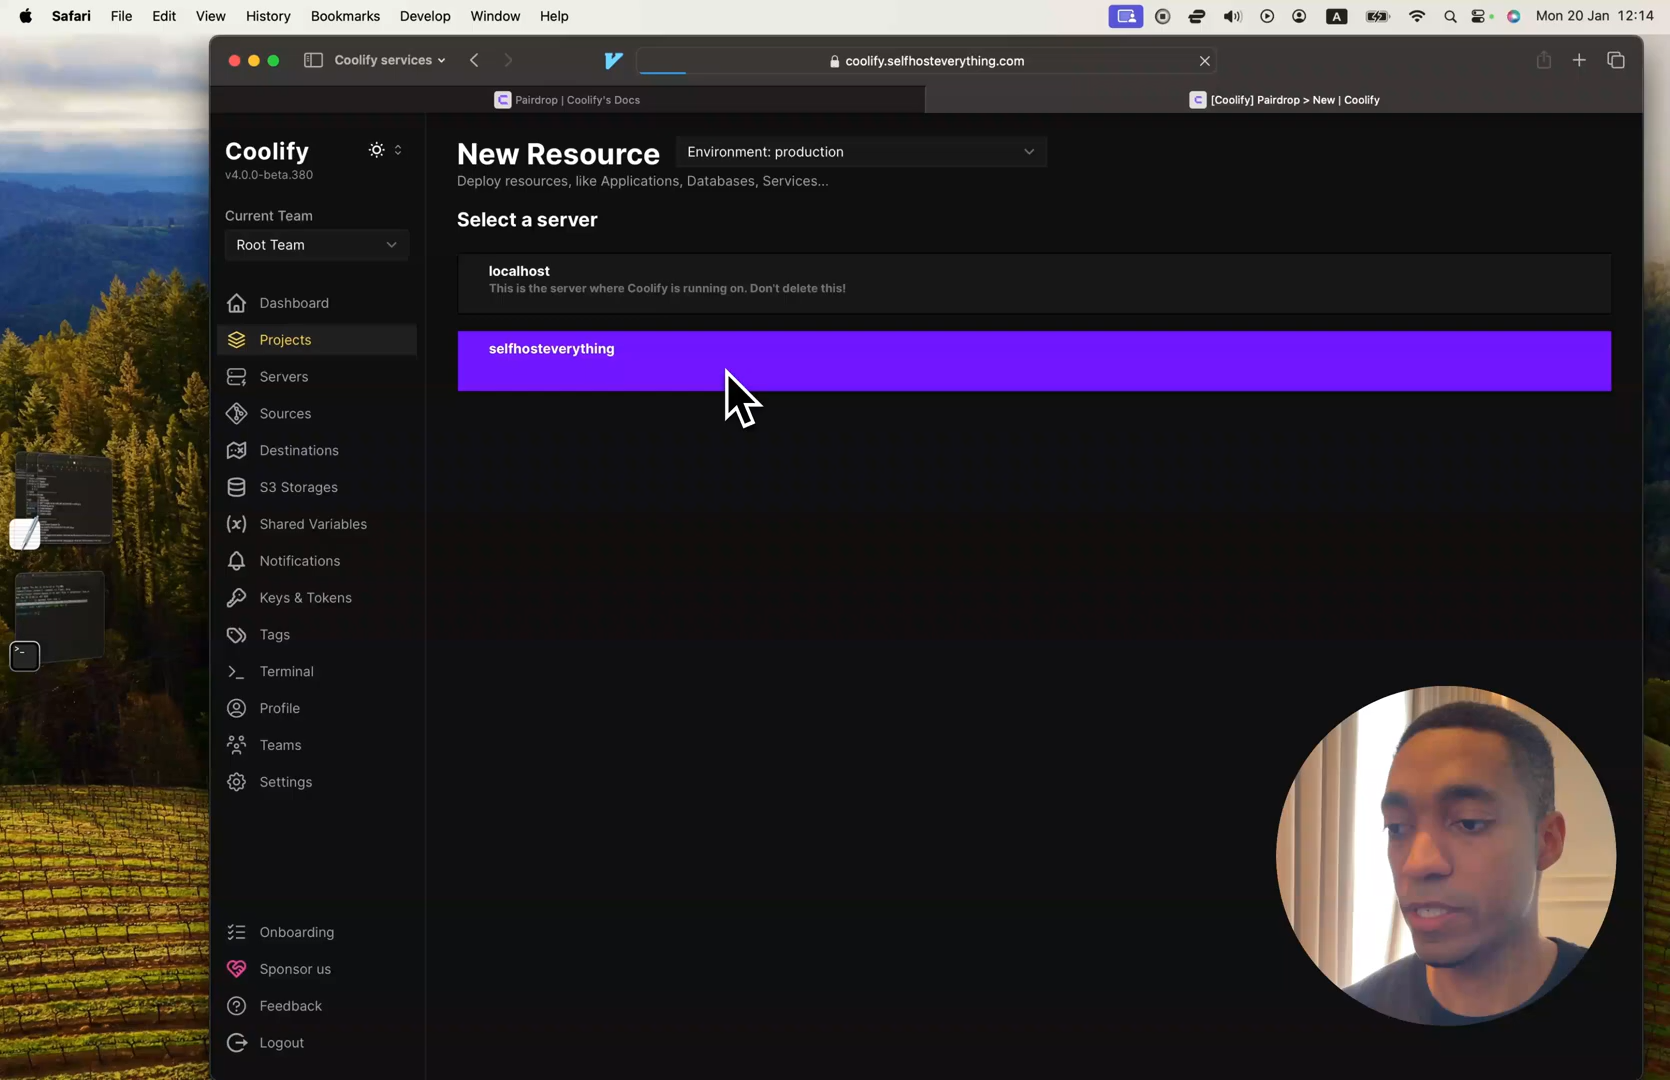 Safari File Edit View History Bookmarks Develop Window Help A Mon 20 Jan 12:14
Coolify services coolify.selfhosteverything.com
Pairdrop | Coolify's Docs [Coolify] Pairdrop > New | Coolify
Coolify
v4.0.0-beta.380
Current Team
Root Team
Dashboard
Projects
Servers
Sources
Destinations
S3 Storages
Shared Variables
Notifications
Keys & Tokens
Tags
Terminal
Profile
Teams
Settings
Onboarding
Sponsor us
Feedback
Logout
New Resource Environment: production
Deploy resources, like Applications, Databases, Services...
Select a server
localhost
This is the server where Coolify is running on. Don't delete this!
selfhosteverything